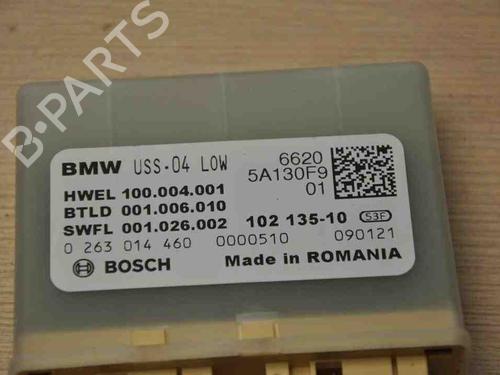 B-PARTS
BMW USS-04 LOW 6620
5A130F9
01
HWEL 100.004.001
BTLD 001.006.010
SWFL 001.026.002 102 135-10 S3F
0 263 014 460 0000510 090121
BOSCH Made in ROMANIA